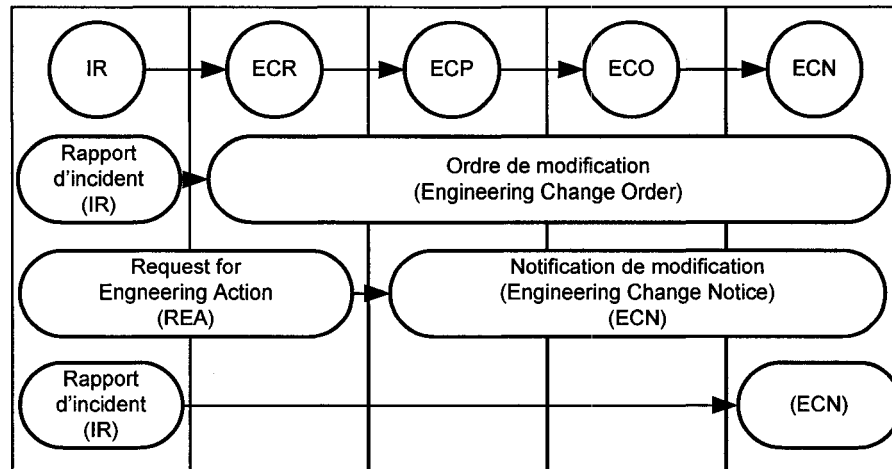 IR
ECR
ECP
ECO
ECN
Rapport
d'incident
(IR)
Ordre de modification
(Engineering Change Order)
Request for
Engineering Action
(REA)
Notification de modification
(Engineering Change Notice)
(ECN)
Rapport
d'incident
(IR)
(ECN)